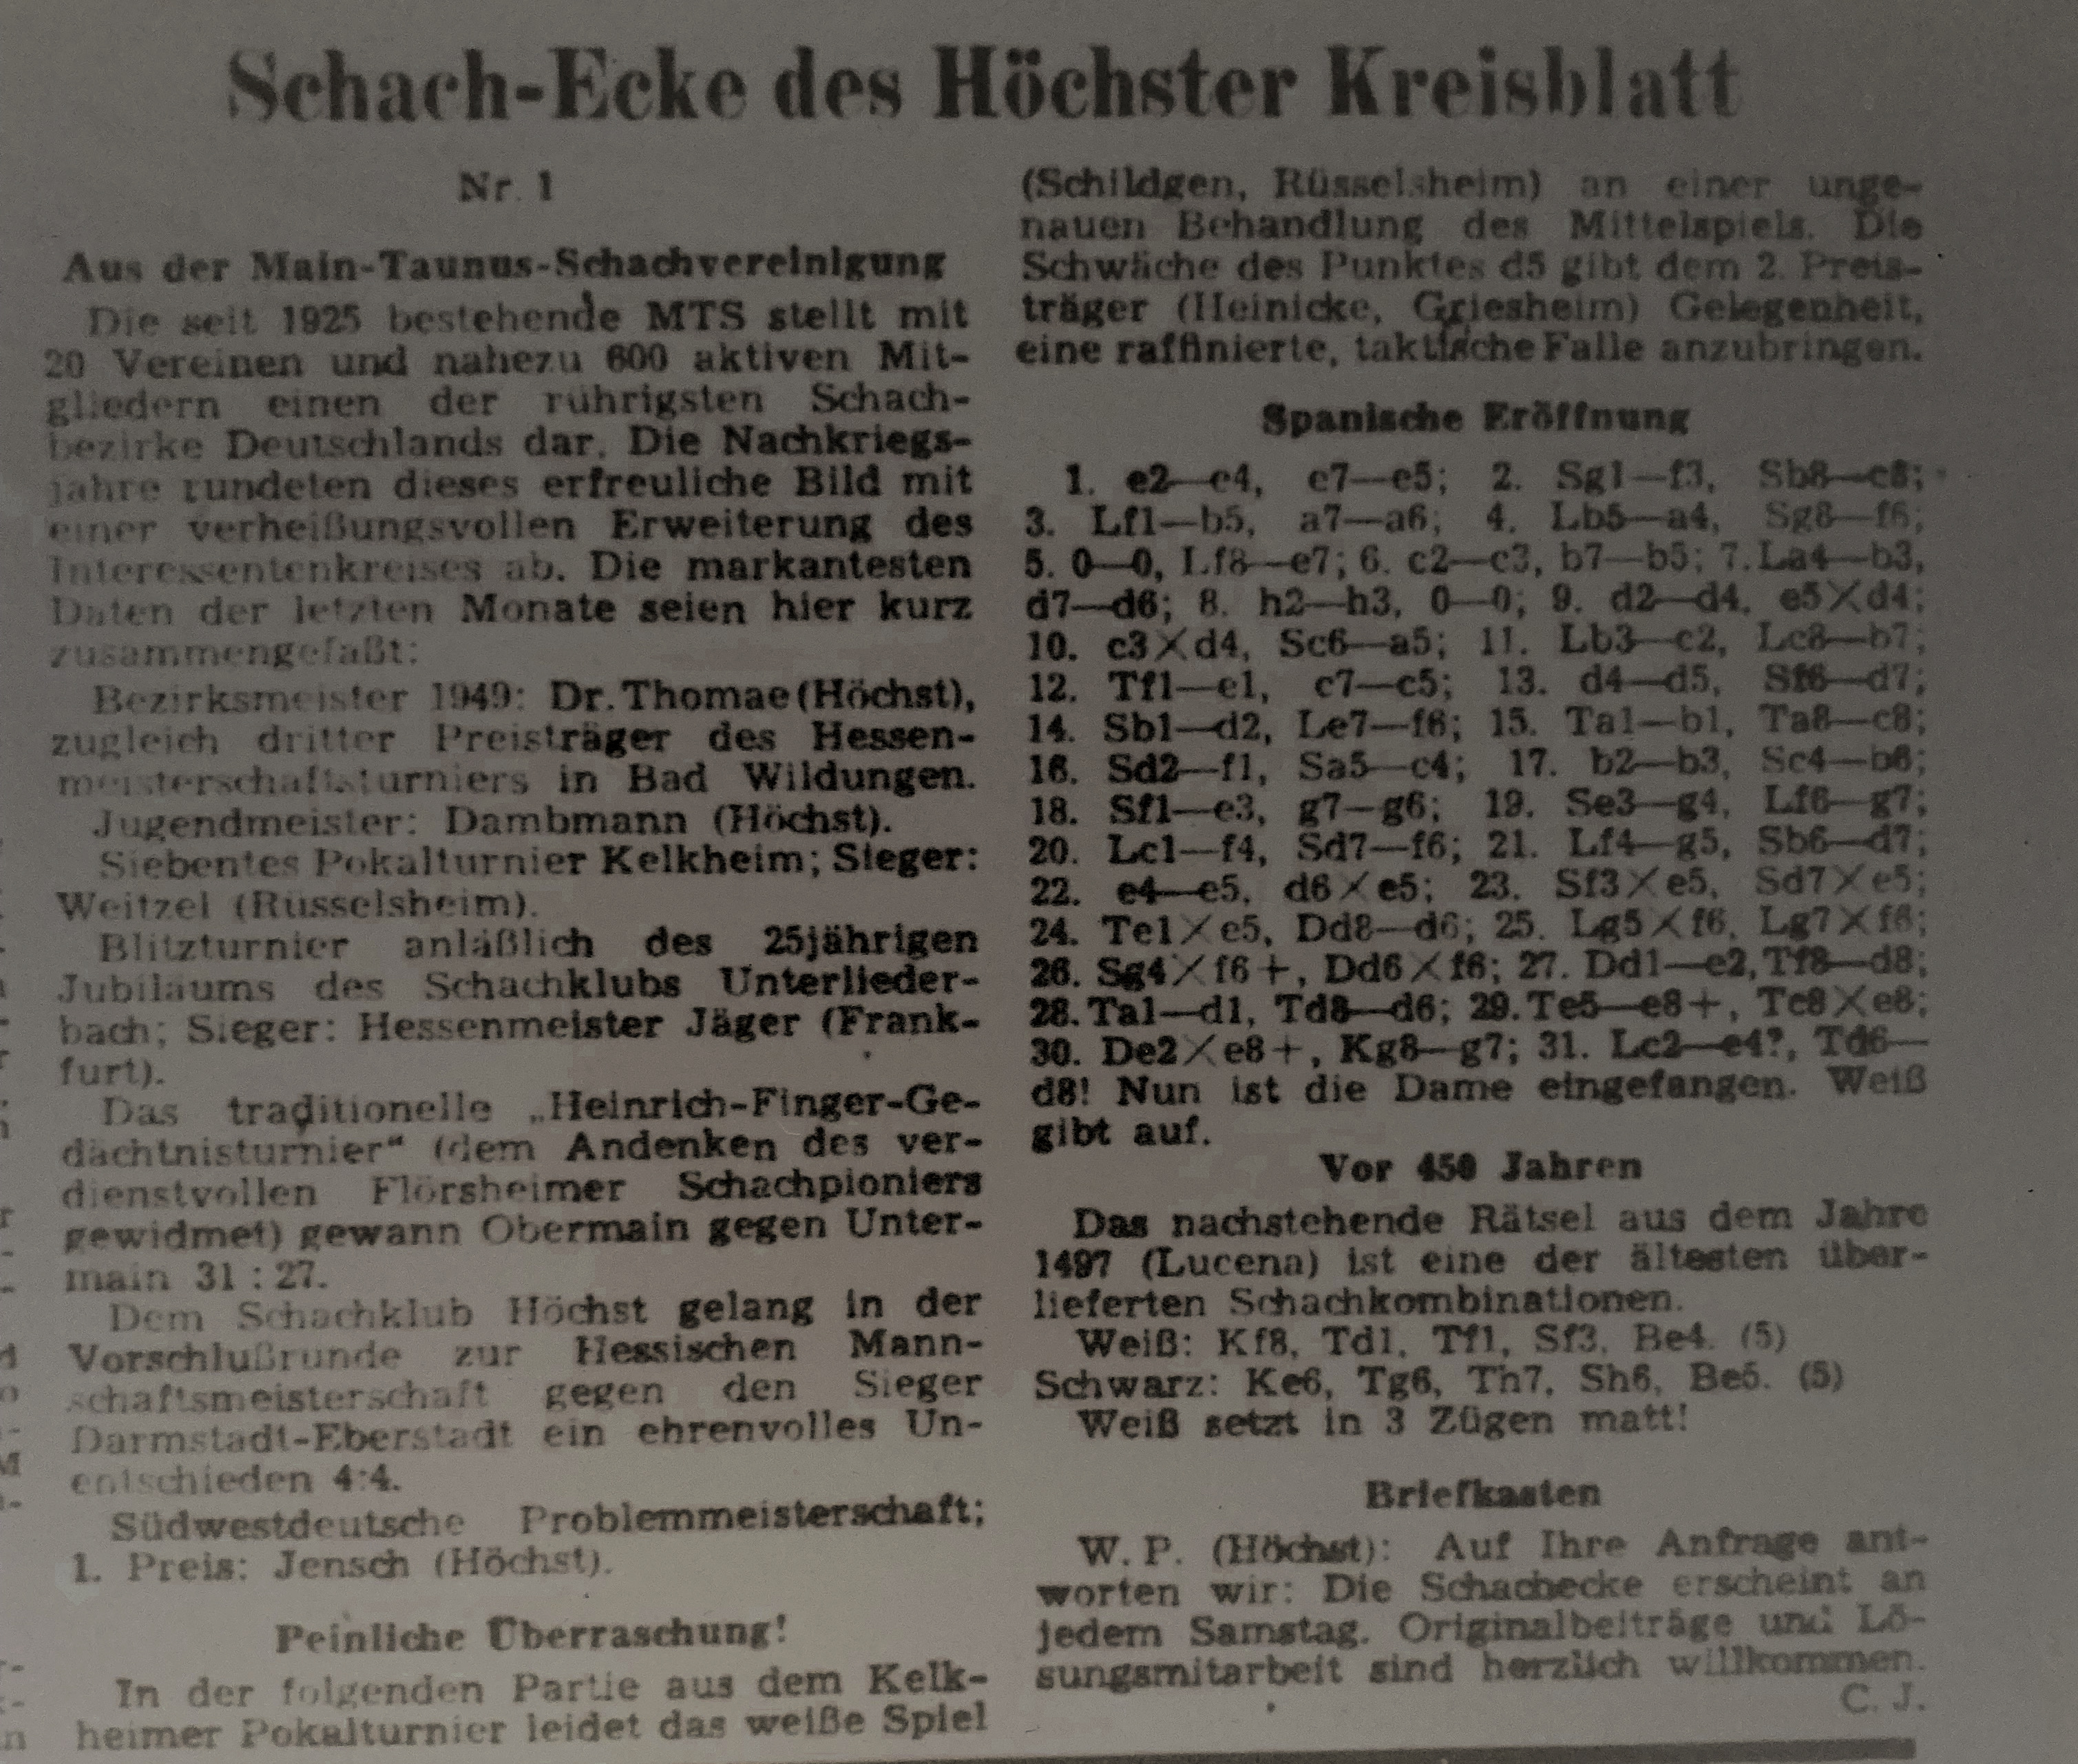 Schach-Ecke des Höchster Kreisblatt
Nr. 1
Aus der Main-Taunus-Schachvereinigung
Die seit 1925 bestehende MTS stellt mit
20 Vereinen und nahezu 600 aktiven Mit-
gliedern einen der rührigsten Schach-
bezirke Deutschlands dar. Die Nachkriegs-
jahre rundeten dieses erfreuliche Bild mit
einer verheißungsvollen Erweiterung des
Interessentenkreises ab. Die markantesten
Daten der letzten Monate seien hier kurz
zusammengefaßt:
Bezirksmeister 1949: Dr. Thomae (Höchst),
zugleich dritter Preisträger des Hessen-
meisterschaftsturniers in Bad Wildungen.
Jugendmeister: Dambmann (Höchst).
Siebentes Pokalturnier Kelkheim; Sieger:
Weitzel (Rüsselsheim).
Blitzturnier anläßlich des 25jährigen
Jubiläums des Schachklubs Unterlieder-
bach; Sieger: Hessenmeister Jäger (Frank-
furt).
Das traditionelle „Heinrich-Finger-Ge-
dächtnisturnier“ (dem Andenken des ver-
dienstvollen Flörsheimer Schachpioniers
gewidmet) gewann Obermain gegen Unter-
main 31 : 27.
Dem Schachklub Höchst gelang in der
Vorschlußrunde zur Hessischen Mann-
schaftsmeisterschaft gegen den Sieger
Darmstadt-Eberstadt ein ehrenvolles Un-
entschieden 4:4.
Südwestdeutsche Problemmeisterschaft;
1. Preis: Jensch (Höchst).
Peinliche Überraschung!
In der folgenden Partie aus dem Kelk-
heimer Pokalturnier leidet das weiße Spiel
(Schildgen, Rüsselsheim) an einer unge-
nauen Behandlung des Mittelspiels. Die
Schwäche des Punktes d5 gibt dem 2. Preis-
träger (Heinicke, Griesheim) Gelegenheit,
eine raffinierte, taktische Falle anzubringen.
Spanische Eröffnung
1. e2—e4, e7—e5; 2. Sg1—f3, Sb8—c6;
3. Lf1—b5, a7—a6; 4. Lb5—a4, Sg8—f6;
5. 0—0, Lf8—e7; 6. c2—c3, b7—b5; 7. La4—b3,
d7—d6; 8. h2—h3, 0—0; 9. d2—d4, e5×d4;
10. c3×d4, Sc6—a5; 11. Lb3—c2, Lc8—b7;
12. Tf1—e1, c7—c5; 13. d4—d5, Sf6—d7;
14. Sb1—d2, Le7—f6; 15. Ta1—b1, Ta8—c8;
16. Sd2—f1, Sa5—c4; 17. b2—b3, Sc4—b6;
18. Sf1—e3, g7—g6; 19. Se3—g4, Lf6—g7;
20. Lc1—f4, Sd7—f6; 21. Lf4—g5, Sb6—d7;
22. e4—e5, d6×e5; 23. Sf3×e5, Sd7×e5;
24. Te1×e5, Dd8—d6; 25. Lg5×f6, Lg7×f6;
26. Sg4×f6+, Dd6×f6; 27. Dd1—e2, Tf8—d8;
28. Ta1—d1, Td8—d6; 29. Te5—e8+, Tc8×e8;
30. De2×e8+, Kg8—g7; 31. Lc2—e4?, Td6—
d8! Nun ist die Dame eingefangen. Weiß
gibt auf.
Vor 450 Jahren
Das nachstehende Rätsel aus dem Jahre
1497 (Lucena) ist eine der ältesten über-
lieferten Schachkombinationen.
Weiß: Kf8, Td1, Tf1, Sf3, Be4. (5)
Schwarz: Ke6, Tg6, Th7, Sh6, Be5. (5)
Weiß setzt in 3 Zügen matt!
Briefkasten
W. P. (Höchst): Auf Ihre Anfrage ant-
worten wir: Die Schachecke erscheint an
jedem Samstag. Originalbeiträge und Lö-
sungsmitarbeit sind herzlich willkommen.
C. J.